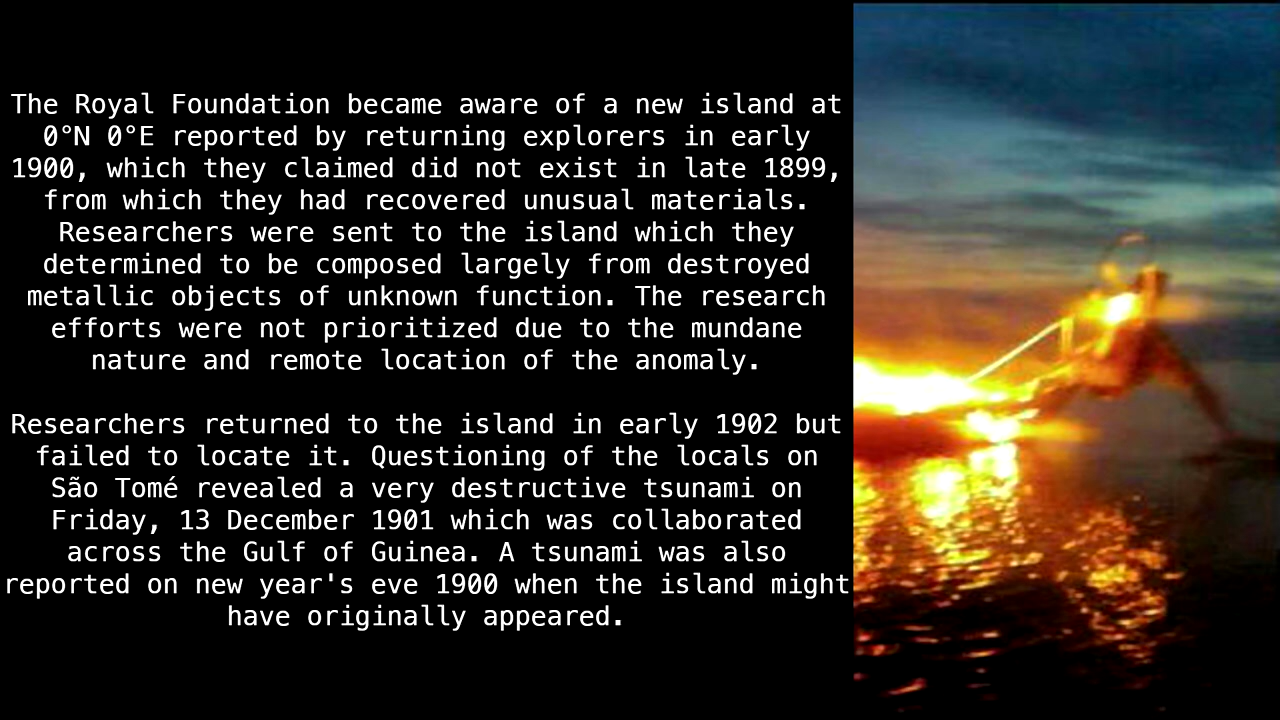 The Royal Foundation became aware of a new island at
0°N 0°E reported by returning explorers in early
1900, which they claimed did not exist in late 1899,
from which they had recovered unusual materials.
Researchers were sent to the island which they
determined to be composed largely from destroyed
metallic objects of unknown function. The research
efforts were not prioritized due to the mundane
nature and remote location of the anomaly.
Researchers returned to the island in early 1902 but
failed to locate it. Questioning of the locals on
São Tomé revealed a very destructive tsunami on
Friday, 13 December 1901 which was collaborated
across the Gulf of Guinea. A tsunami was also
reported on new year's eve 1900 when the island might
have originally appeared.